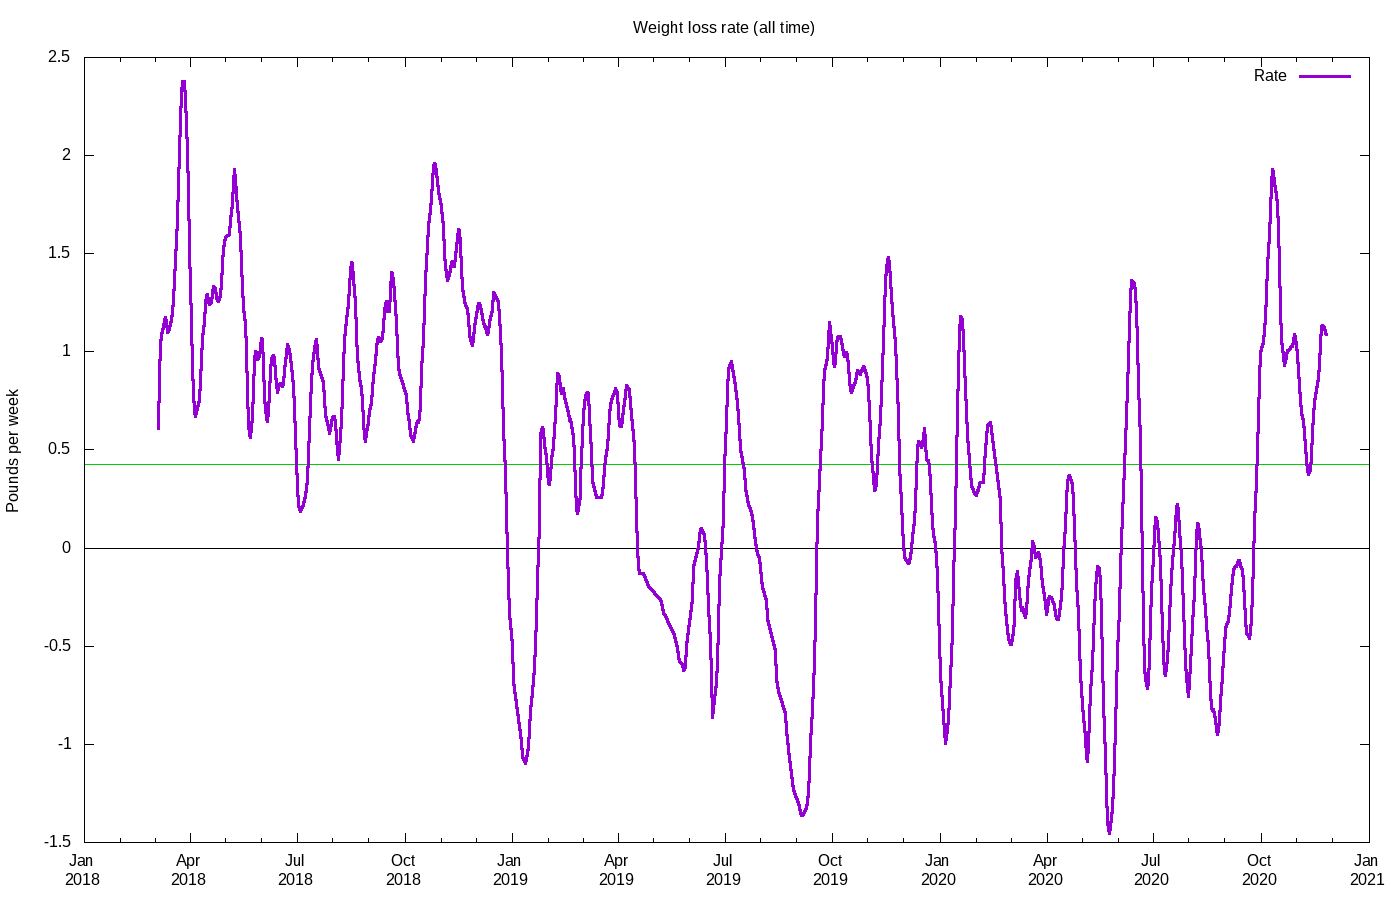 Weight loss rate (all time)
Rate
Pounds per week
2.5
2
1.5
1
0.5
0
-0.5
-1
-1.5
Jan 2018
Apr 2018
Jul 2018
Oct 2018
Jan 2019
Apr 2019
Jul 2019
Oct 2019
Jan 2020
Apr 2020
Jul 2020
Oct 2020
Jan 2021